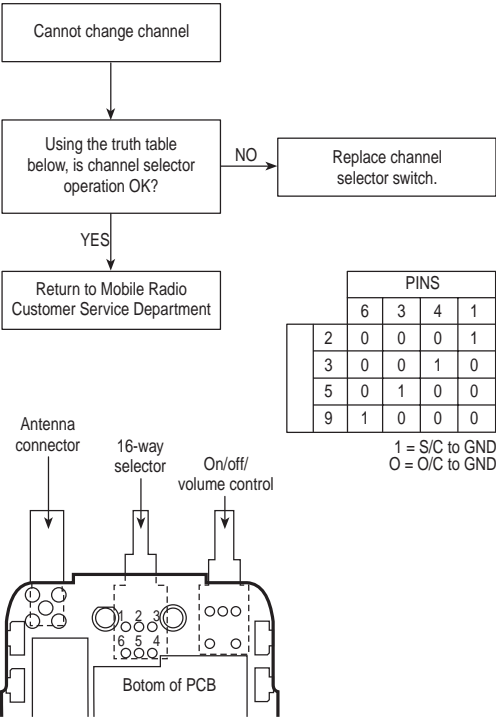 Cannot change channel
Using the truth table
below, is channel selector
operation OK?
NO
Replace channel
selector switch.
YES
Return to Mobile Radio
Customer Service Department
PINS
6 3 4 1
2 0 0 0 1
3 0 0 1 0
5 0 1 0 0
9 1 0 0 0
1 = S/C to GND
O = O/C to GND
Antenna
connector
16-way
selector
On/off/
volume control
1 2 3
6 5 4
Botom of PCB